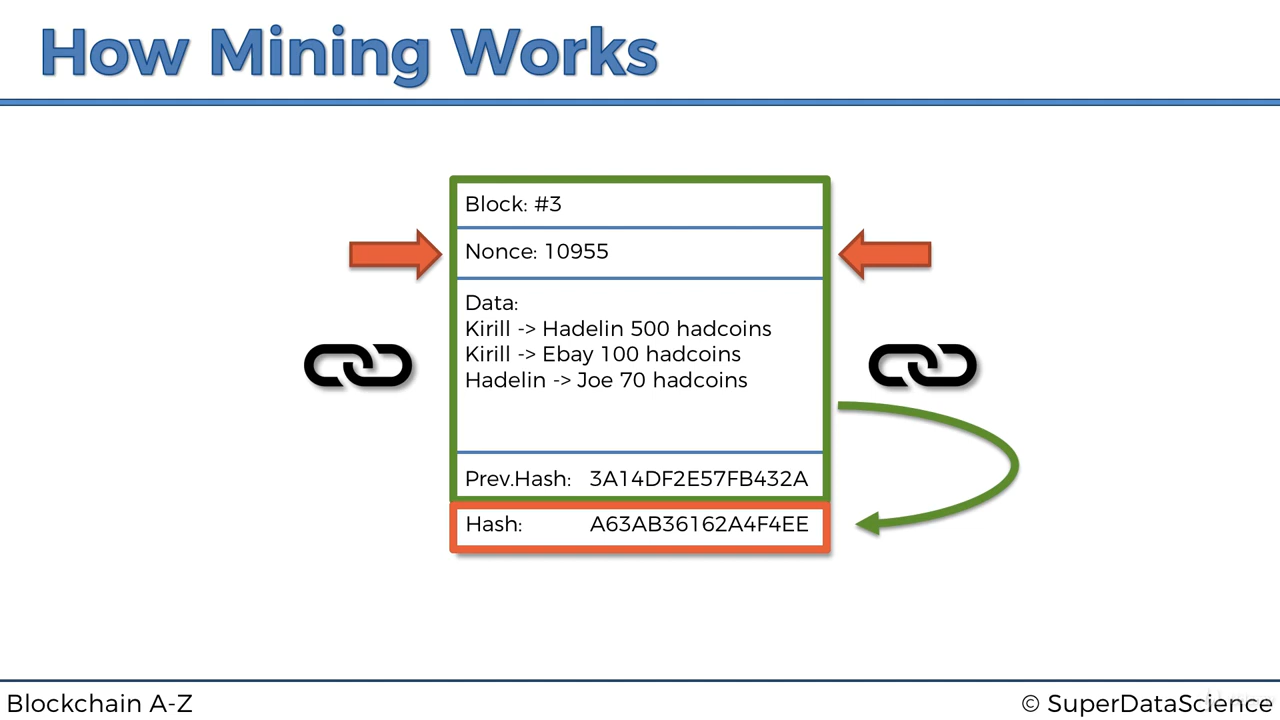 How Mining Works
Block: #3
Nonce: 10955
Data:
Kirill -> Hadelin 500 hadcoins
Kirill -> Ebay 100 hadcoins
Hadelin -> Joe 70 hadcoins
Prev.Hash: 3A14DF2E57FB432A
Hash: A63AB36162A4F4EE
Blockchain A-Z
© SuperDataScience